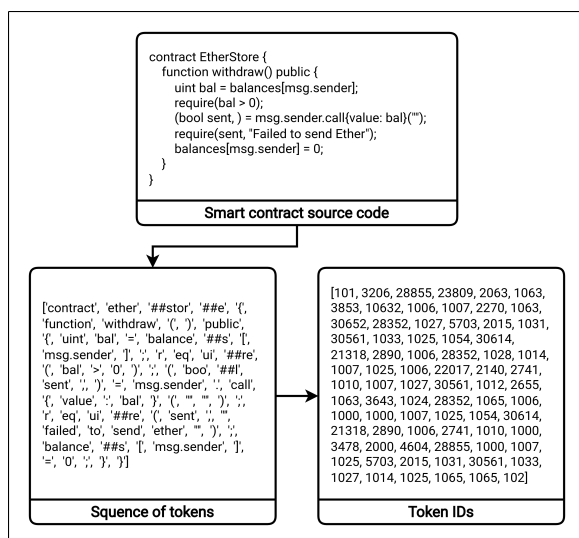 contract EtherStore {
function withdraw() public {
uint bal = balances[msg.sender];
require(bal > 0);
(bool sent, ) = msg.sender.call{value: bal}("");
require(sent, "Failed to send Ether");
balances[msg.sender] = 0;
}
}
Smart contract source code
['contract', 'ether', '##stor', '##e', '{',
'function', 'withdraw', '(', ')', 'public',
'{', 'uint', 'bal', '=', 'balance', '##s', '[',
'msg.sender', ']', ';', 'r', 'eq', 'ui', '##re',
'(', 'bal', '>', '0', ')', ';', '(', 'boo', '##l',
'sent', ',', ')', '=', 'msg.sender', '.', 'call',
'{', 'value', ':', 'bal', '}', '(', '"', '"', ')', ';',
'r', 'eq', 'ui', '##re', '(', 'sent', ',', '"',
'failed', 'to', 'send', 'ether', '"', ')', ';',
'balance', '##s', '[', 'msg.sender', ']',
'=', '0', ';', '}', '}']
Squence of tokens
[101, 3206, 28855, 23809, 2063, 1063,
3853, 10632, 1006, 1007, 2270, 1063,
30652, 28352, 1027, 5703, 2015, 1031,
30561, 1033, 1025, 1054, 30614,
21318, 2890, 1006, 28352, 1028, 1014,
1007, 1025, 1006, 22017, 2140, 2741,
1010, 1007, 1027, 30561, 1012, 2655,
1063, 3643, 1024, 28352, 1065, 1006,
1000, 1000, 1007, 1025, 1054, 30614,
21318, 2890, 1006, 2741, 1010, 1000,
3478, 2000, 4604, 28855, 1000, 1007,
1025, 5703, 2015, 1031, 30561, 1033,
1027, 1014, 1025, 1065, 1065, 102]
Token IDs